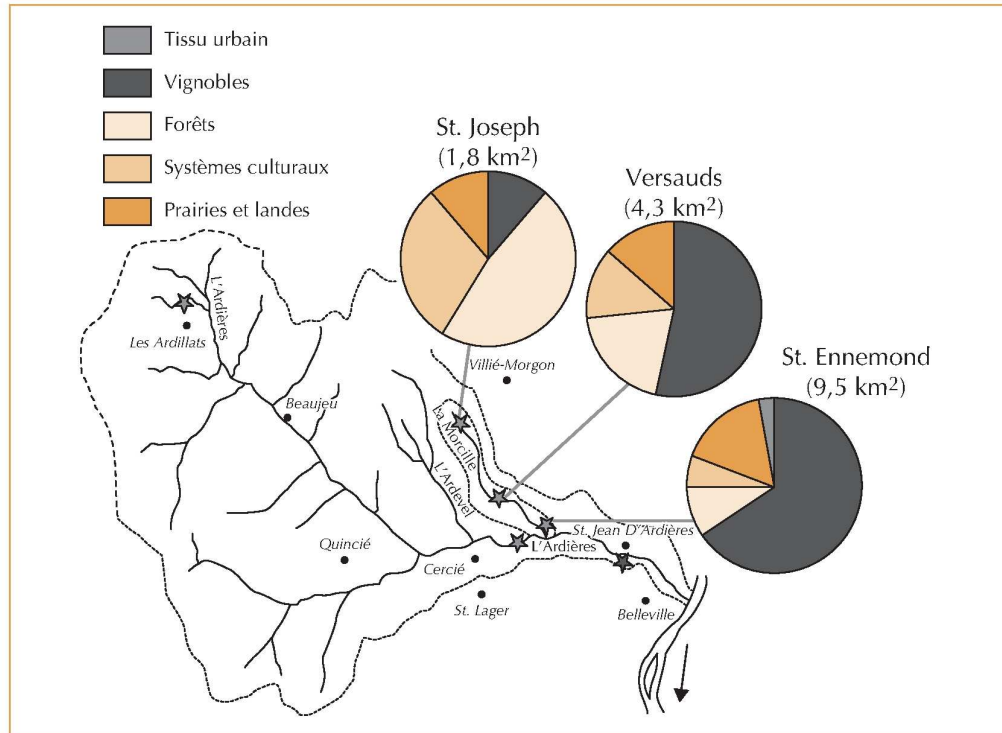 Tissu urbain
Vignobles
Forêts
Systèmes culturaux
Prairies et landes
St. Joseph
(1,8 km²)
Versauds
(4,3 km²)
St. Ennemond
(9,5 km²)
L'Ardières
Les Ardillats
Beaujeu
Villié-Morgon
La Morcille
L'Ardevel
Quincié
Cercié
St. Lager
L'Ardières
St. Jean D'Ardières
Belleville